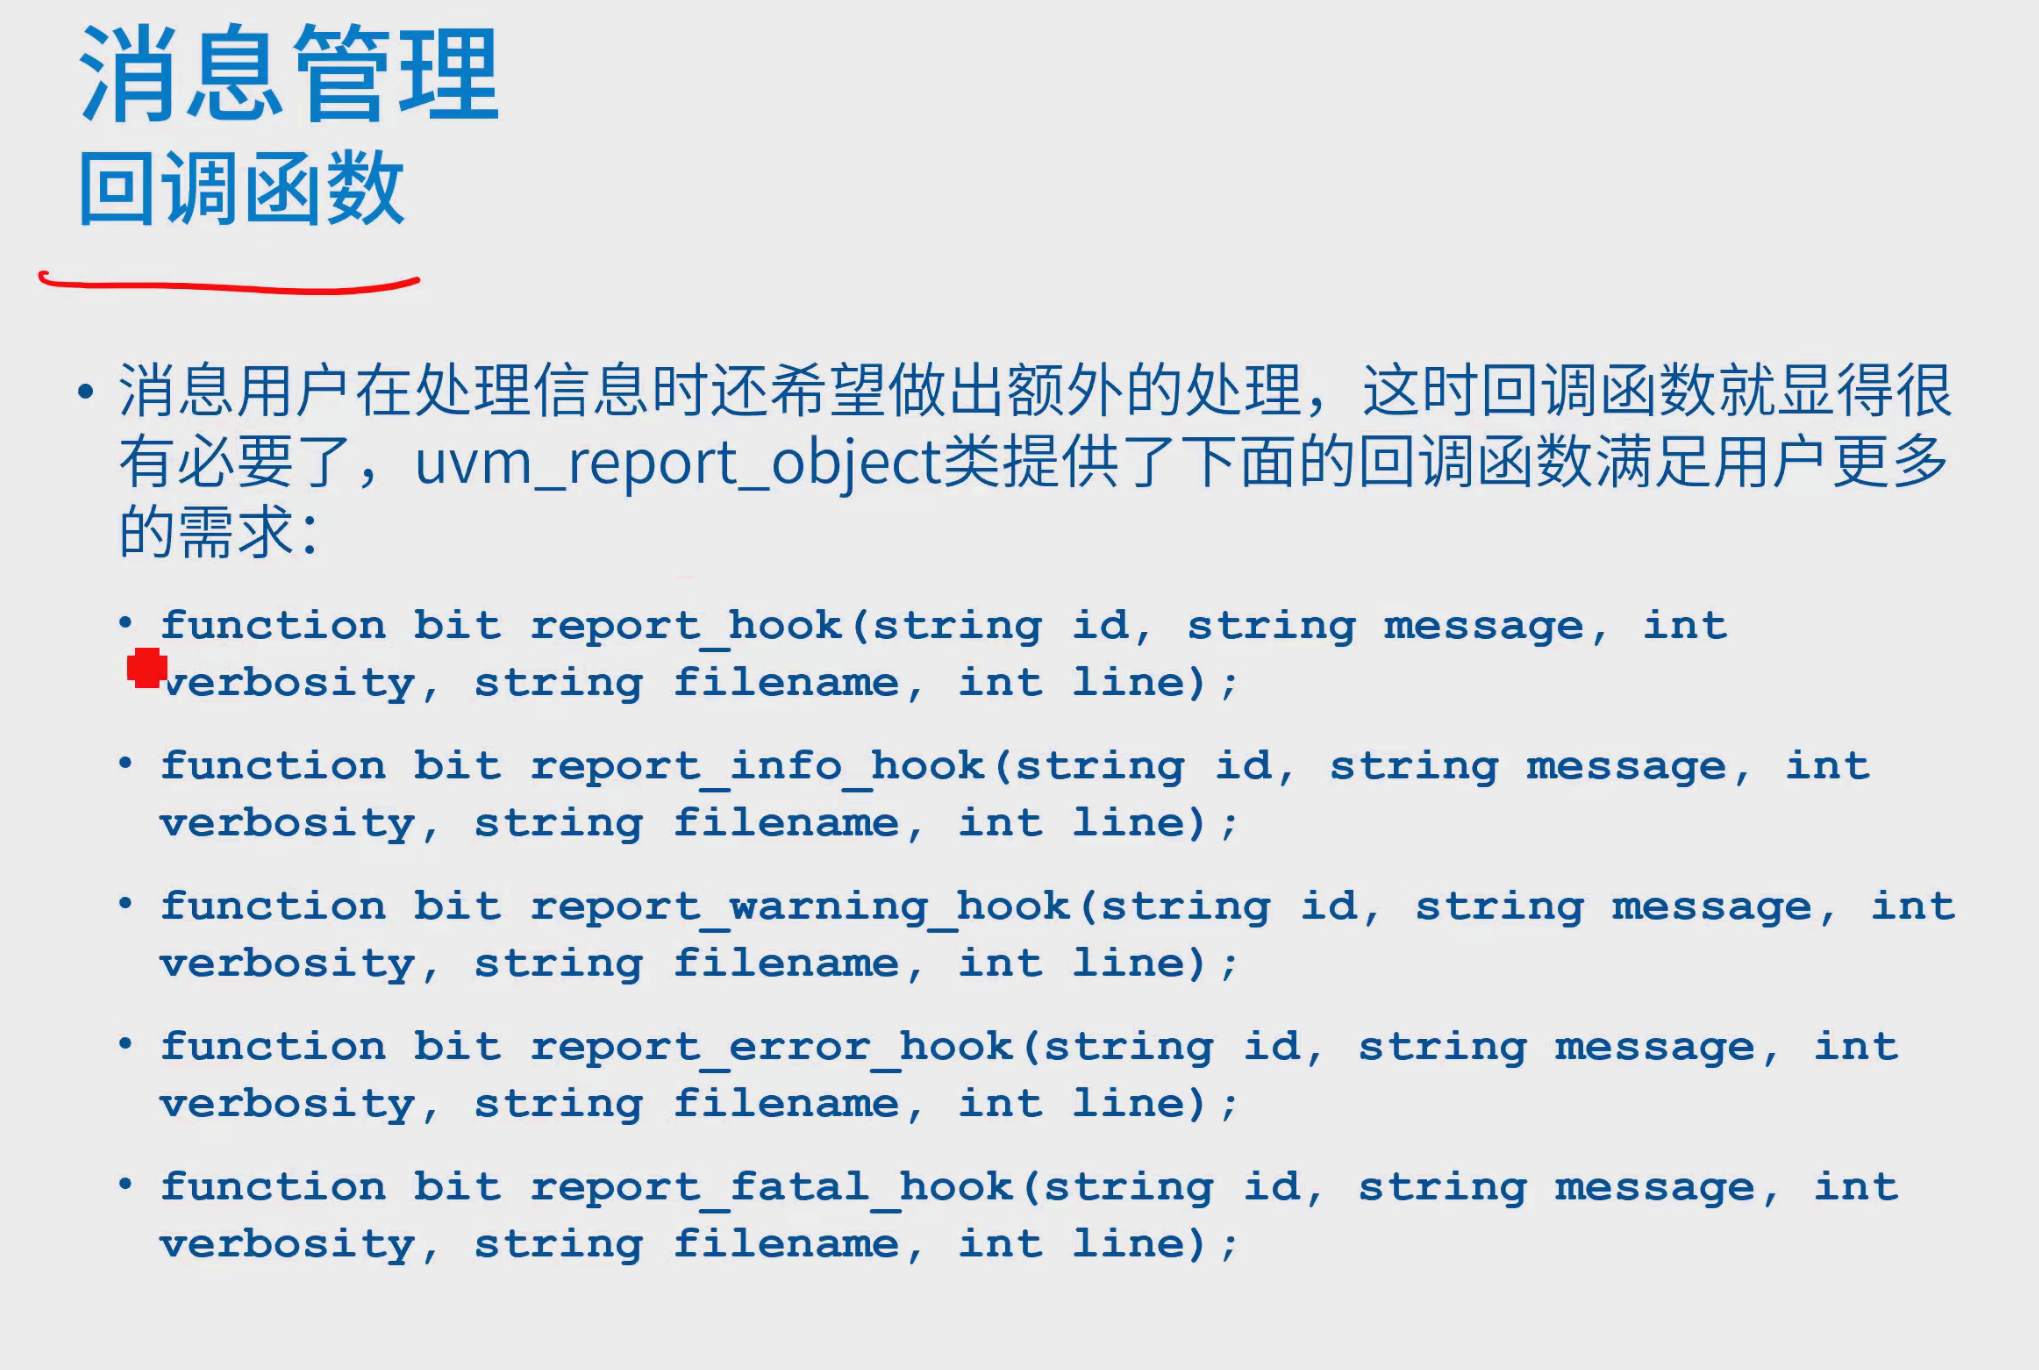 消息管理
回调函数
• 消息用户在处理信息时还希望做出额外的处理，这时回调函数就显得很
有必要了，uvm_report_object类提供了下面的回调函数满足用户更多
的需求：
• function bit report_hook(string id, string message, int
verbosity, string filename, int line);
• function bit report_info_hook(string id, string message, int
verbosity, string filename, int line);
• function bit report_warning_hook(string id, string message, int
verbosity, string filename, int line);
• function bit report_error_hook(string id, string message, int
verbosity, string filename, int line);
• function bit report_fatal_hook(string id, string message, int
verbosity, string filename, int line);